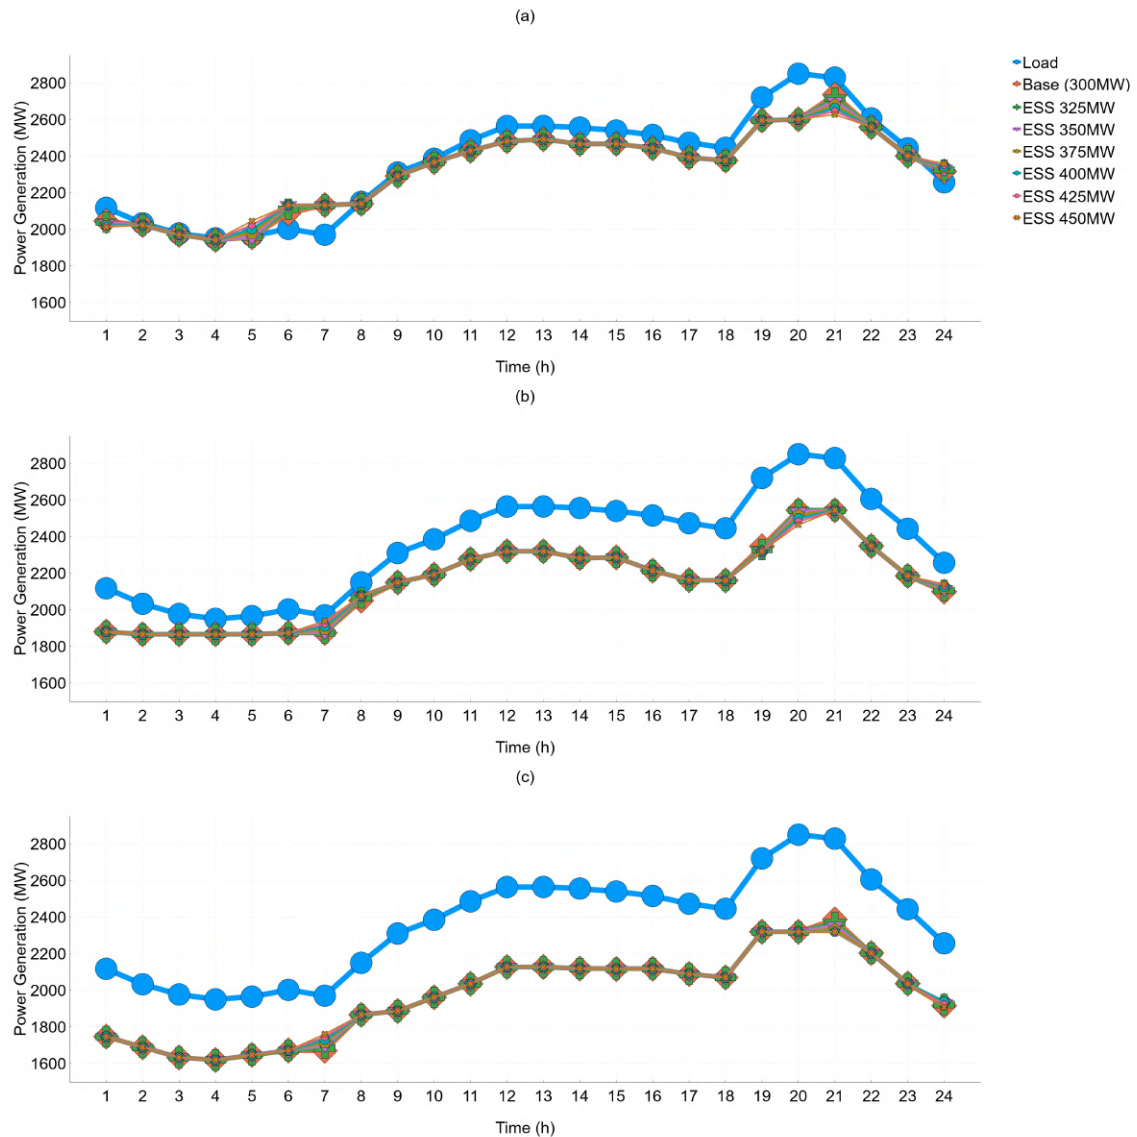 (a)
Power Generation (MW)
2800
2600
2400
2200
2000
1800
1600
1 2 3 4 5 6 7 8 9 10 11 12 13 14 15 16 17 18 19 20 21 22 23 24
Time (h)
Load
Base (300MW)
ESS 325MW
ESS 350MW
ESS 375MW
ESS 400MW
ESS 425MW
ESS 450MW
(b)
Power Generation (MW)
2800
2600
2400
2200
2000
1800
1600
1 2 3 4 5 6 7 8 9 10 11 12 13 14 15 16 17 18 19 20 21 22 23 24
Time (h)
(c)
Power Generation (MW)
2800
2600
2400
2200
2000
1800
1600
1 2 3 4 5 6 7 8 9 10 11 12 13 14 15 16 17 18 19 20 21 22 23 24
Time (h)